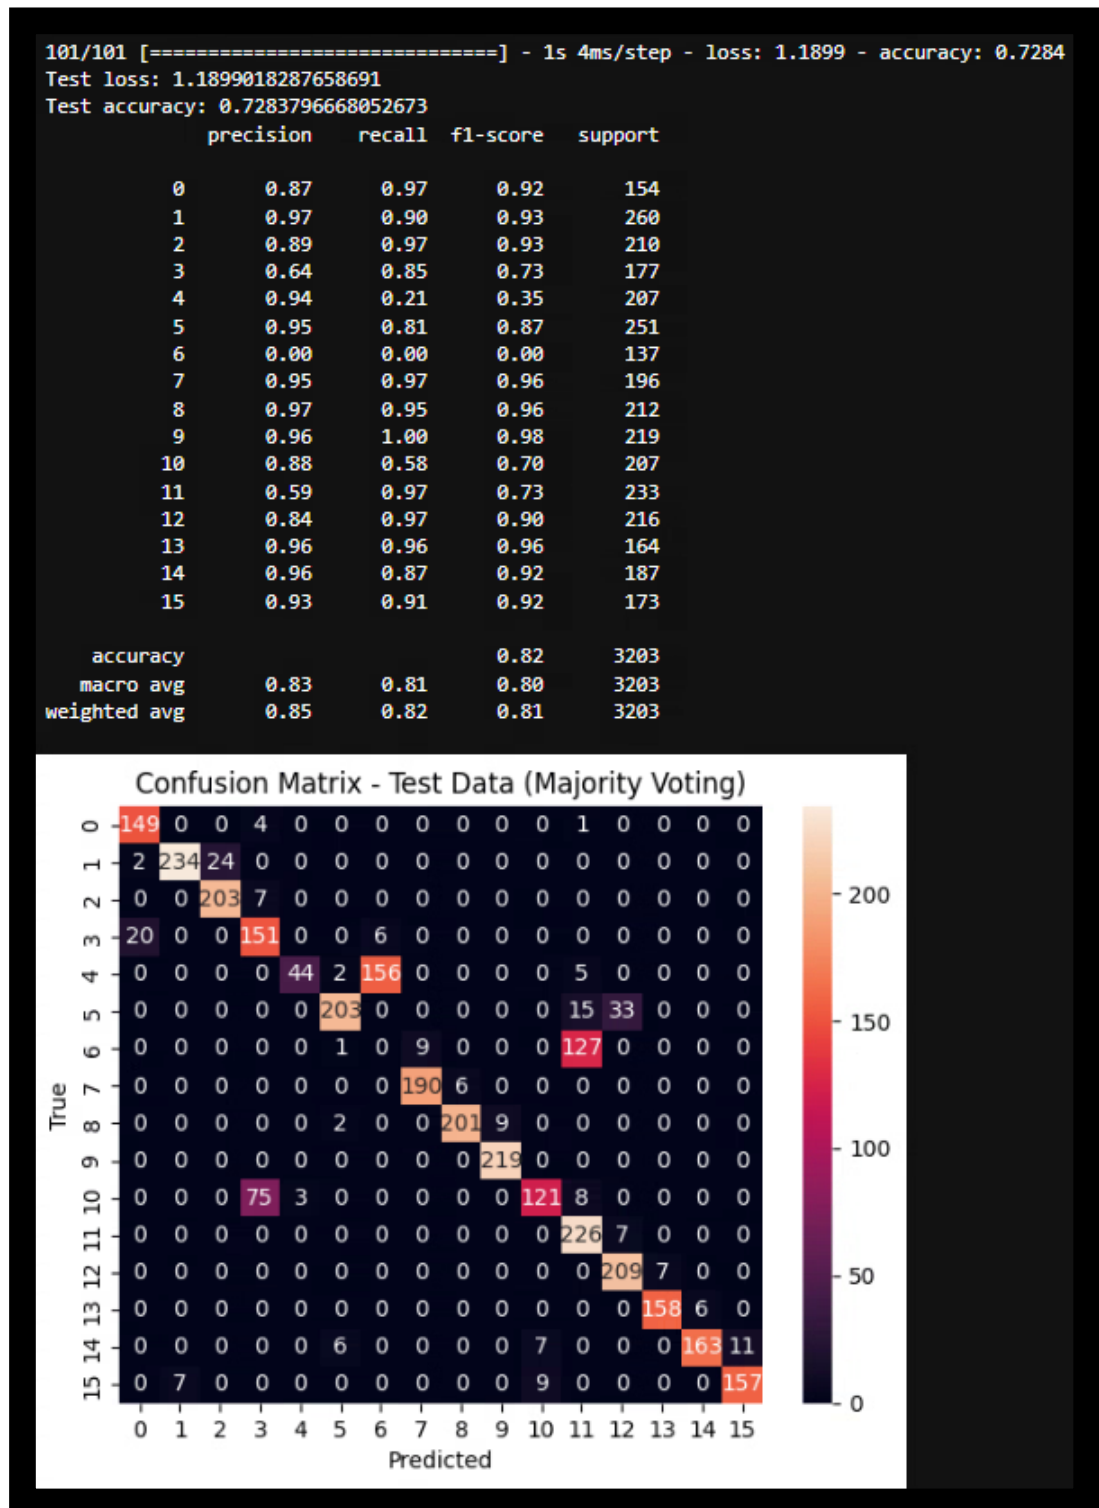 101/101 [==============================] - 1s 4ms/step - loss: 1.1899 - accuracy: 0.7284
Test loss: 1.1899018287658691
Test accuracy: 0.7283796668052673
precision recall f1-score support
0 0.87 0.97 0.92 154
1 0.97 0.90 0.93 260
2 0.89 0.97 0.93 210
3 0.64 0.85 0.73 177
4 0.94 0.21 0.35 207
5 0.95 0.81 0.87 251
6 0.00 0.00 0.00 137
7 0.95 0.97 0.96 196
8 0.97 0.95 0.96 212
9 0.96 1.00 0.98 219
10 0.88 0.58 0.70 207
11 0.59 0.97 0.73 233
12 0.84 0.97 0.90 216
13 0.96 0.96 0.96 164
14 0.96 0.87 0.92 187
15 0.93 0.91 0.92 173
accuracy 0.82 3203
macro avg 0.83 0.81 0.80 3203
weighted avg 0.85 0.82 0.81 3203
Confusion Matrix - Test Data (Majority Voting)
0 149 0 0 4 0 0 0 0 0 0 0 1 0 0 0 0
1 2 234 24 0 0 0 0 0 0 0 0 0 0 0 0 0
2 0 0 203 7 0 0 0 0 0 0 0 0 0 0 0 0
3 20 0 0 151 0 0 6 0 0 0 0 0 0 0 0 0
4 0 0 0 0 44 2 156 0 0 0 0 5 0 0 0 0
5 0 0 0 0 0 203 0 0 0 0 0 15 33 0 0 0
6 0 0 0 0 0 1 0 9 0 0 0 127 0 0 0 0
7 0 0 0 0 0 0 0 190 6 0 0 0 0 0 0 0
8 0 0 0 0 0 2 0 0 201 9 0 0 0 0 0 0
9 0 0 0 0 0 0 0 0 0 219 0 0 0 0 0 0
10 0 0 0 75 3 0 0 0 0 0 121 8 0 0 0 0
11 0 0 0 0 0 0 0 0 0 0 0 226 7 0 0 0
12 0 0 0 0 0 0 0 0 0 0 0 0 209 7 0 0
13 0 0 0 0 0 0 0 0 0 0 0 0 0 158 6 0
14 0 0 0 0 0 6 0 0 0 0 7 0 0 0 163 11
15 0 7 0 0 0 0 0 0 0 0 9 0 0 0 0 157
0 1 2 3 4 5 6 7 8 9 10 11 12 13 14 15
Predicted
True
200
150
100
50
0